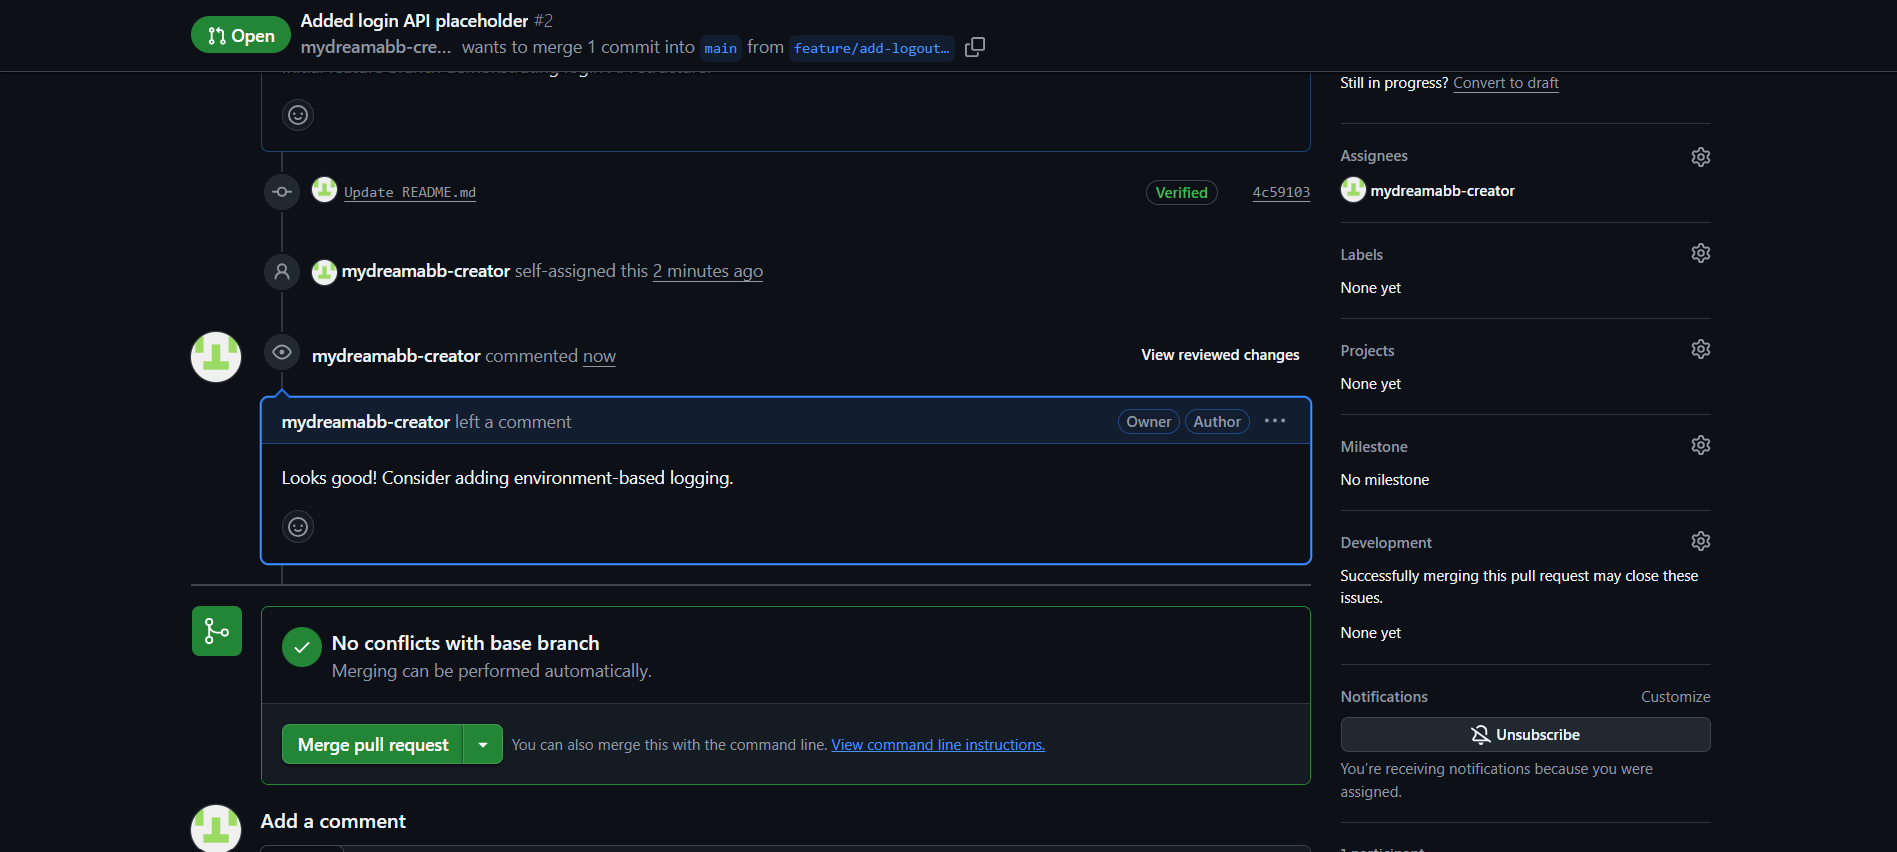 Open
Added login API placeholder #2
mydreamabb-cre... wants to merge 1 commit into main from feature/add-logout…
Update README.md Verified 4c59103
mydreamabb-creator self-assigned this 2 minutes ago
mydreamabb-creator commented now View reviewed changes
mydreamabb-creator left a comment Owner Author
Looks good! Consider adding environment-based logging.
No conflicts with base branch
Merging can be performed automatically.
Merge pull request You can also merge this with the command line. View command line instructions.
Add a comment
Still in progress? Convert to draft
Assignees
mydreamabb-creator
Labels
None yet
Projects
None yet
Milestone
No milestone
Development
Successfully merging this pull request may close these
issues.
None yet
Notifications Customize
Unsubscribe
You're receiving notifications because you were
assigned.